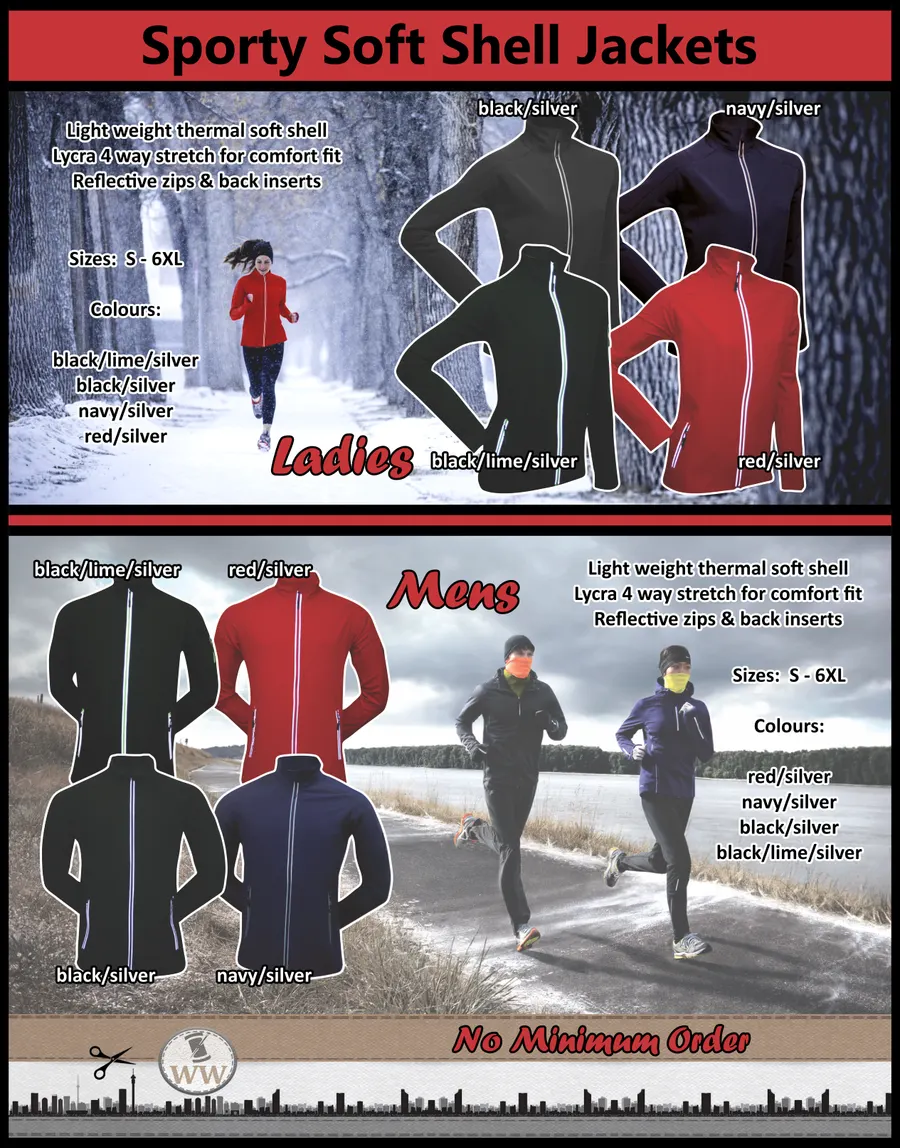 Sporty Soft Shell Jackets
Light weight thermal soft shell
Lycra 4 way stretch for comfort fit
Reflective zips & back inserts
Sizes: S - 6XL
Colours:
black/lime/silver
black/silver
navy/silver
red/silver
black/silver
navy/silver
Ladies
black/lime/silver
red/silver
black/lime/silver
red/silver
Mens
black/silver
navy/silver
Light weight thermal soft shell
Lycra 4 way stretch for comfort fit
Reflective zips & back inserts
Sizes: S - 6XL
Colours:
red/silver
navy/silver
black/silver
black/lime/silver
No Minimum Order
WW